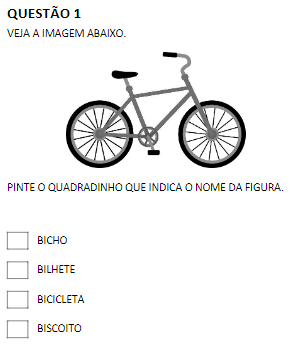 QUESTÃO 1
VEJA A IMAGEM ABAIXO.
PINTE O QUADRADINHO QUE INDICA O NOME DA FIGURA.
BICHO
BILHETE
BICICLETA
BISCOITO